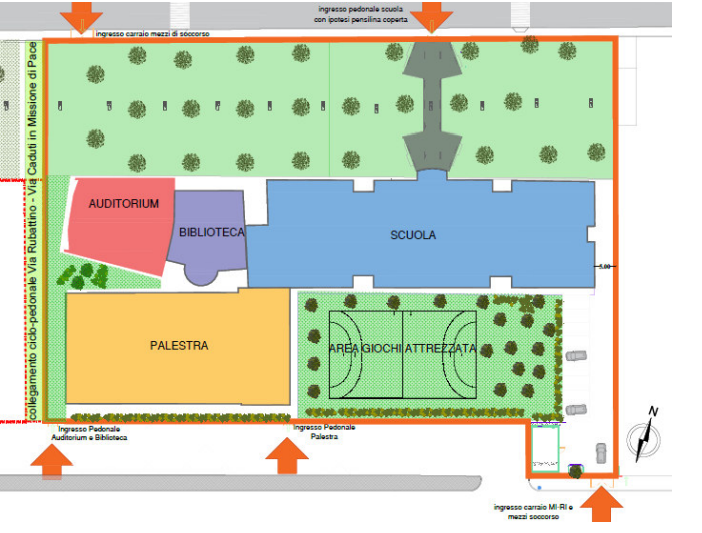 ingresso pedonale scuola
con ipotesi pensilina coperta
ingresso carraio mezzi di soccorso
collegamento ciclo-pedonale Via Rubattino - Via Caduti in Missione di Pace
AUDITORIUM
BIBLIOTECA
SCUOLA
5.00
PALESTRA
AREA GIOCHI ATTREZZATA
N
Ingresso Pedonale
Auditorium e Biblioteca
Ingresso Pedonale
Palestra
ingresso carraio MI-RI e
mezzi soccorso